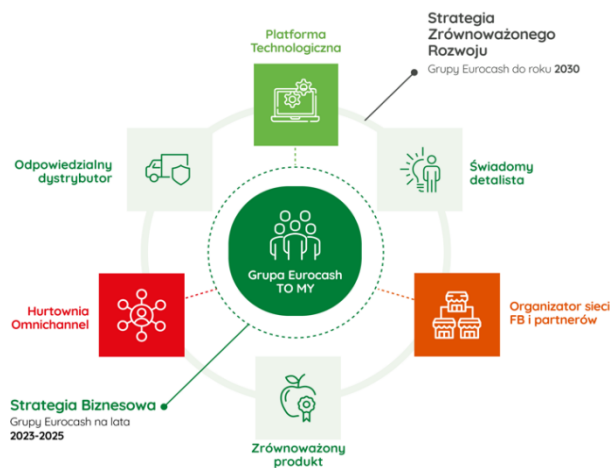 Strategia
Zrównoważonego
Rozwoju
Grupy Eurocash do roku 2030
Platforma
Technologiczna
Odpowiedzialny
dystrybutor
Świadomy
detalista
Grupa Eurocash
TO MY
Hurtownia
Omnichannel
Organizator sieci
FB i partnerów
Strategia Biznesowa
Grupy Eurocash na lata
2023-2025
Zrównoważony
produkt